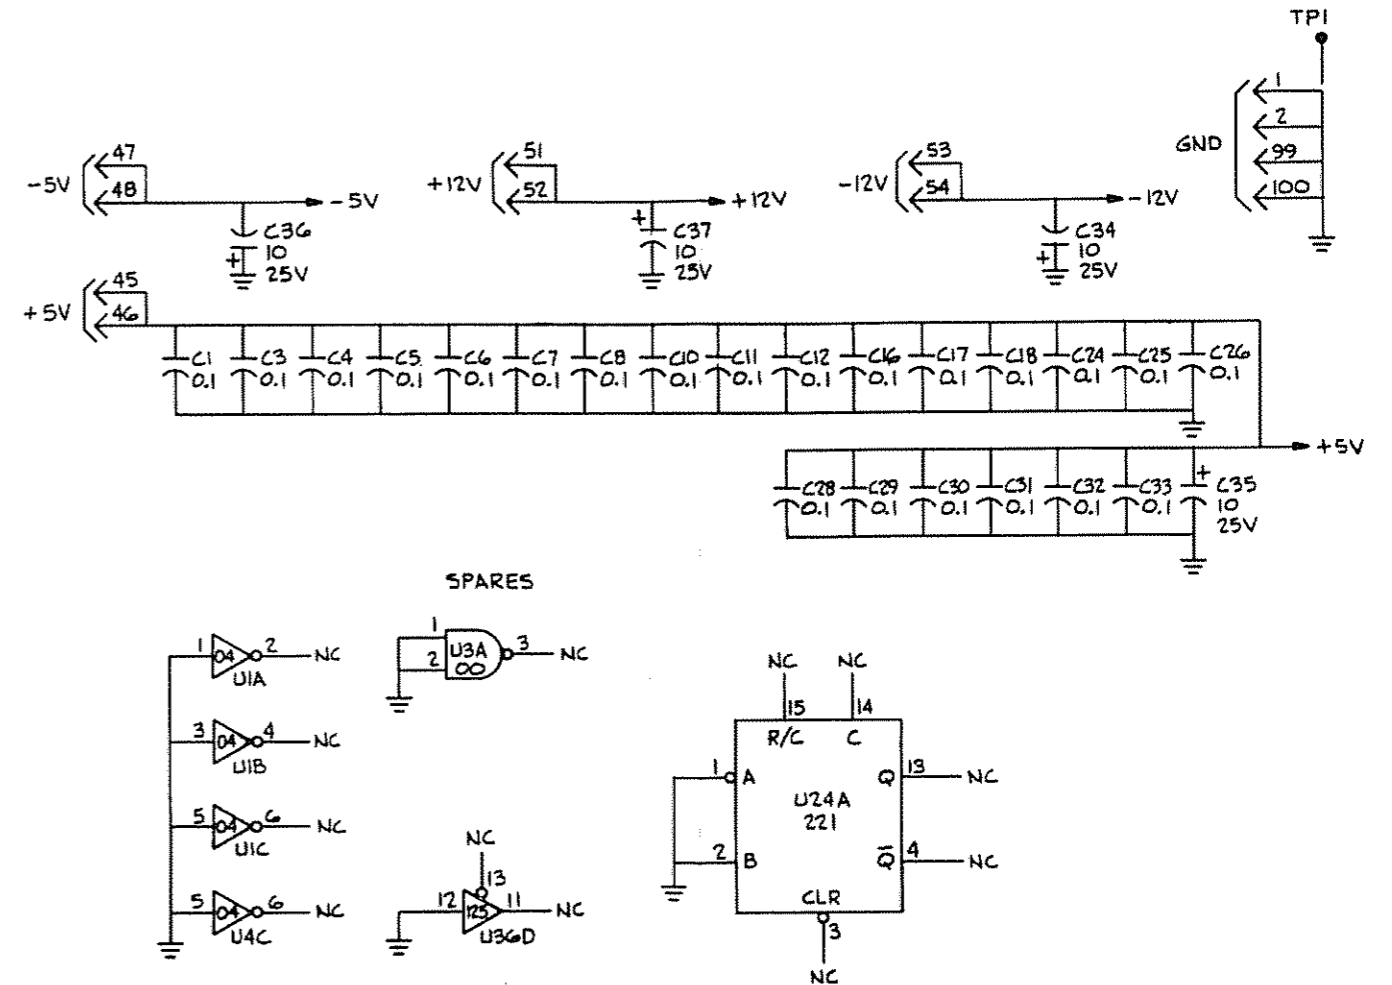 TP1
1
2
GND
99
100
47
-5V
48
-5V
C36
10
25V
+
51
+12V
52
+12V
+
C37
10
25V
53
-12V
54
-12V
C34
10
25V
+
45
+5V
46
C1
0.1
C3
0.1
C4
0.1
C5
0.1
C6
0.1
C7
0.1
C8
0.1
C10
0.1
C11
0.1
C12
0.1
C16
0.1
C17
0.1
C18
0.1
C24
0.1
C25
0.1
C26
0.1
+5V
C28
0.1
C29
0.1
C30
0.1
C31
0.1
C32
0.1
C33
0.1
+
C35
10
25V
SPARES
1
04
2
NC
U1A
3
04
4
NC
U1B
5
04
6
NC
U1C
5
04
6
NC
U4C
1
2
U3A
00
3
NC
NC
13
12
125
11
NC
U36D
NC
NC
15
14
R/C
C
1
A
Q
13
NC
U24A
221
2
B
Q̅
4
NC
CLR
3
NC